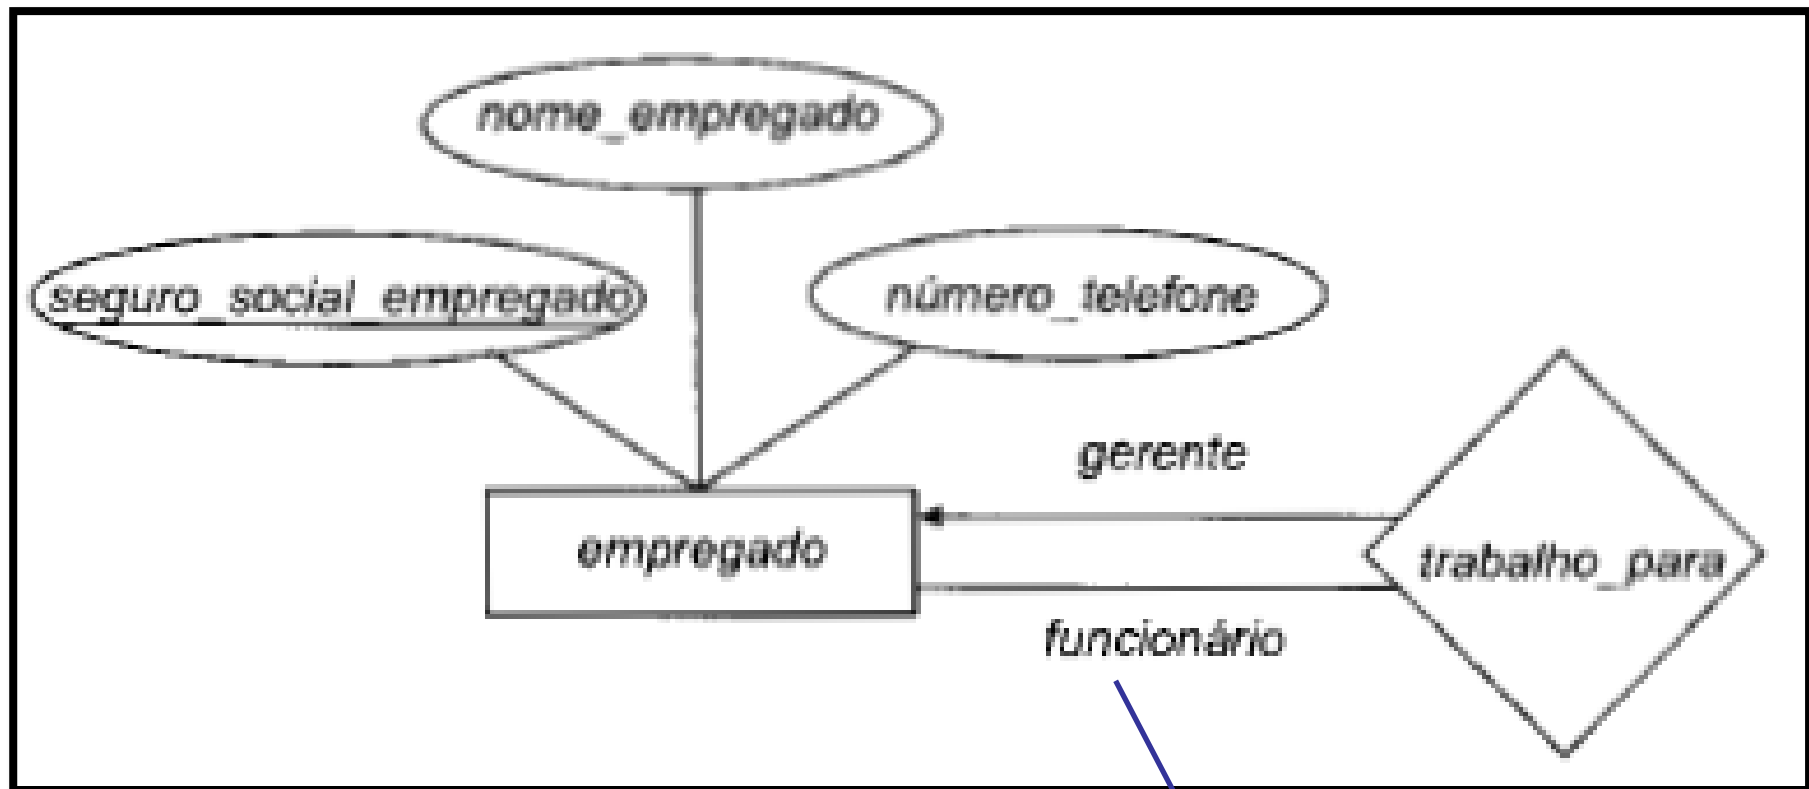 nome_empregado
seguro_social_empregado
número_telefone
gerente
empregado
trabalho_para
funcionário